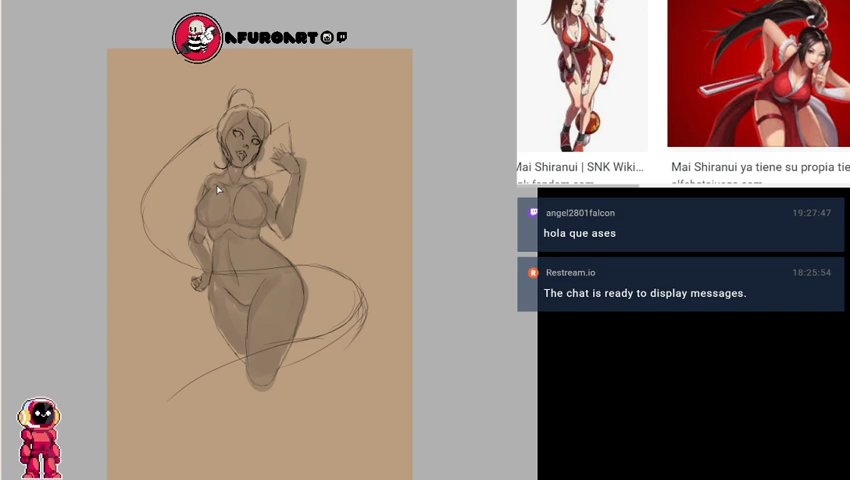 AFUROART
Mai Shiranui | SNK Wiki...
Mai Shiranui ya tiene su propia tie
angel2801falcon
19:27:47
hola que ases
Restream.io
18:25:54
The chat is ready to display messages.